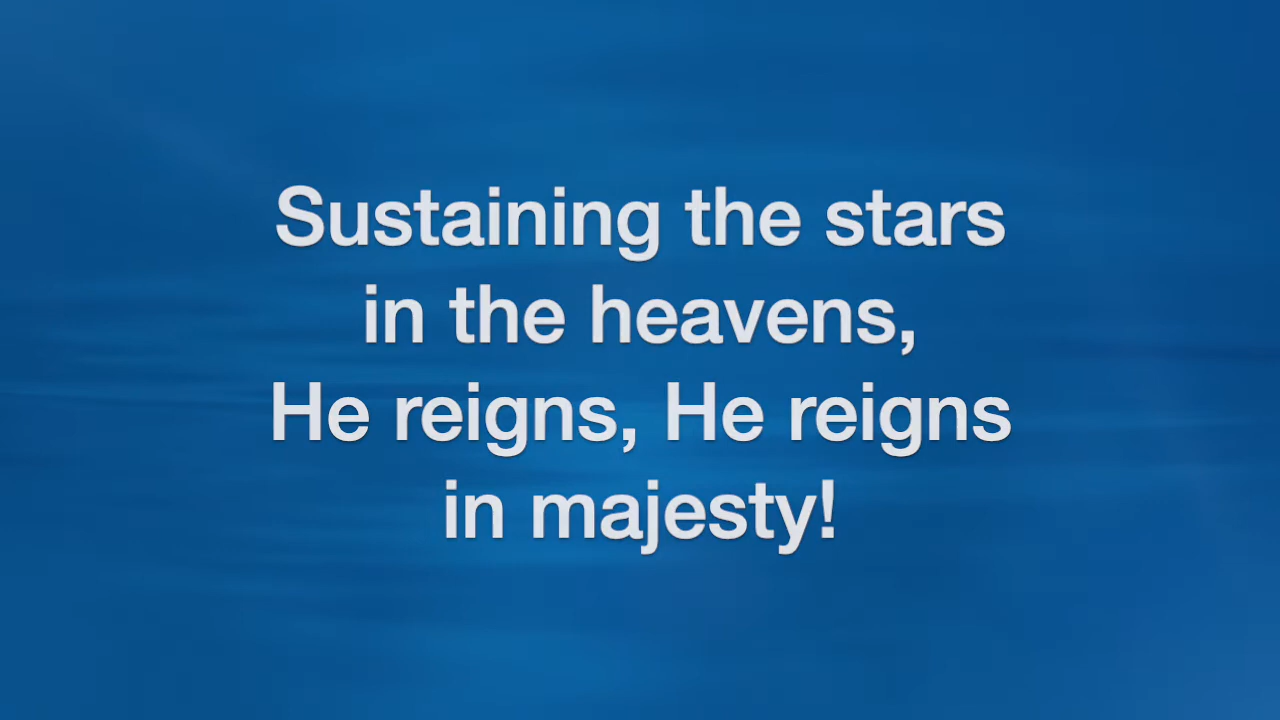 Sustaining the stars
in the heavens,
He reigns, He reigns
in majesty!